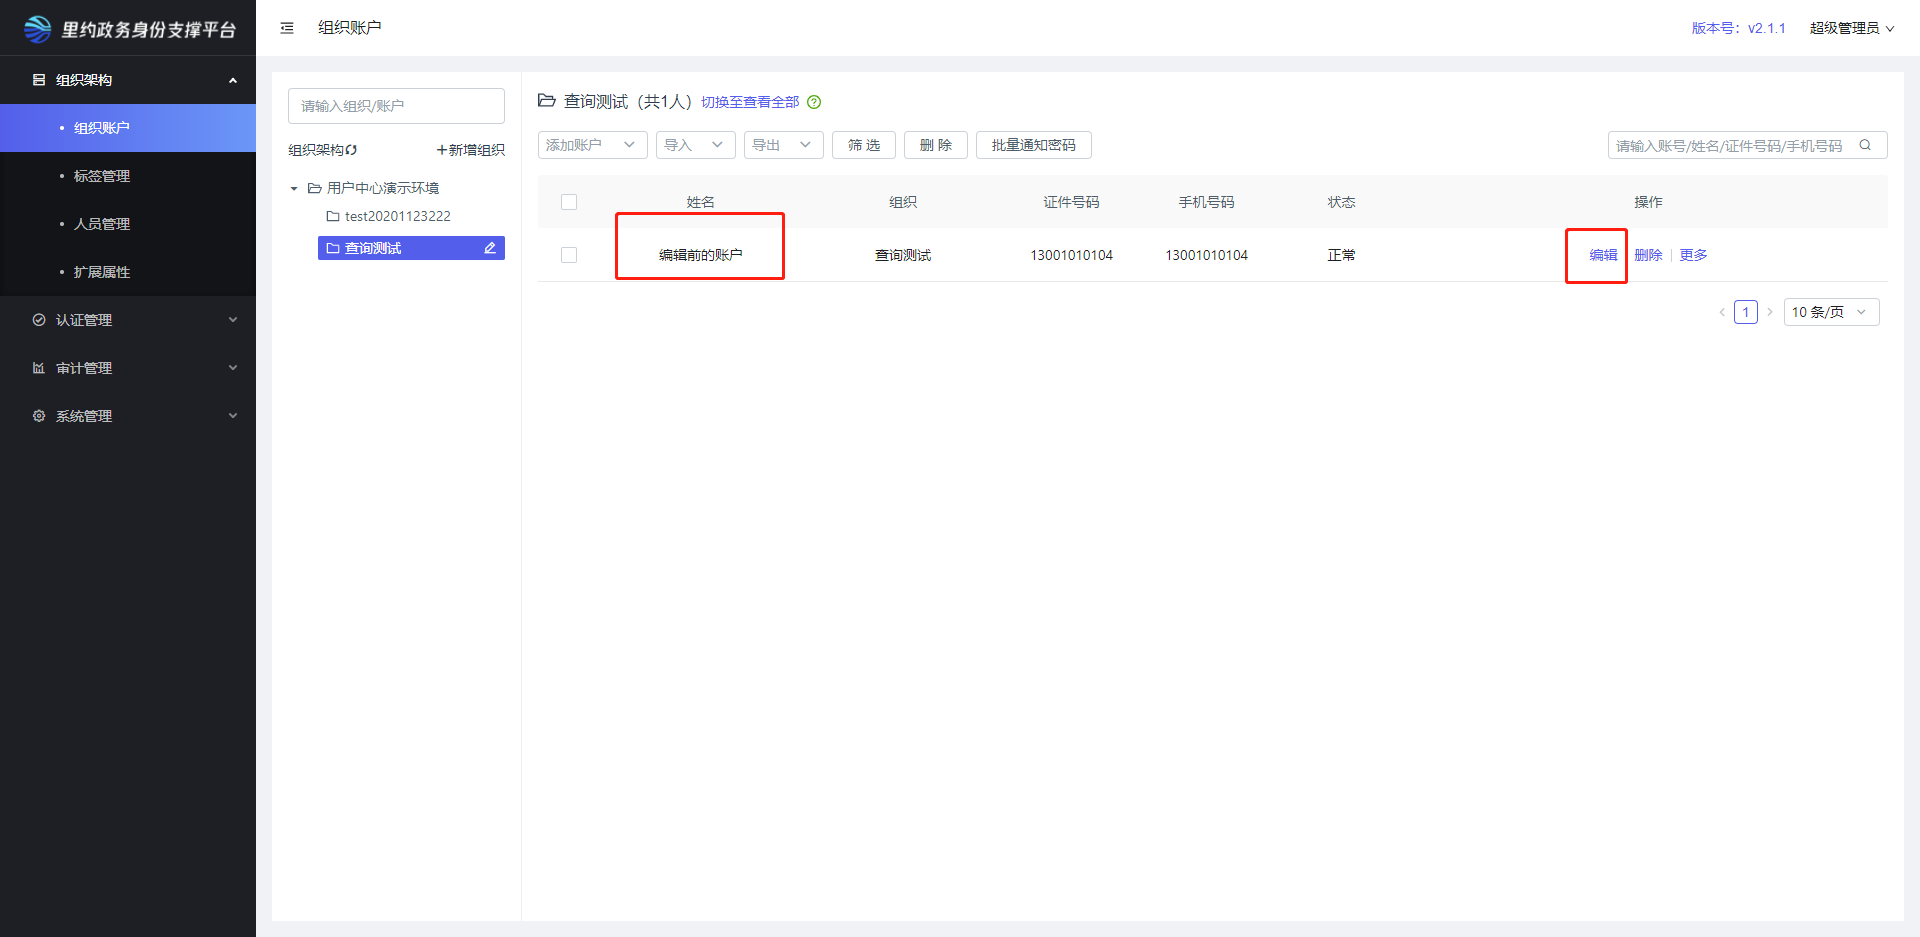 里约政务身份支撑平台
组织架构
组织账户
标签管理
人员管理
扩展属性
认证管理
审计管理
系统管理
组织账户
版本号：v2.1.1 超级管理员
请输入组织/账户
组织架构 +新增组织
用户中心演示环境
test20201123222
查询测试
查询测试（共1人） 切换至查看全部
添加账户 导入 导出 筛 选 删 除 批量通知密码 请输入账号/姓名/证件号码/手机号码
姓名 组织 证件号码 手机号码 状态 操作
编辑前的账户 查询测试 13001010104 13001010104 正常 编辑 删除 | 更多
1 10 条/页